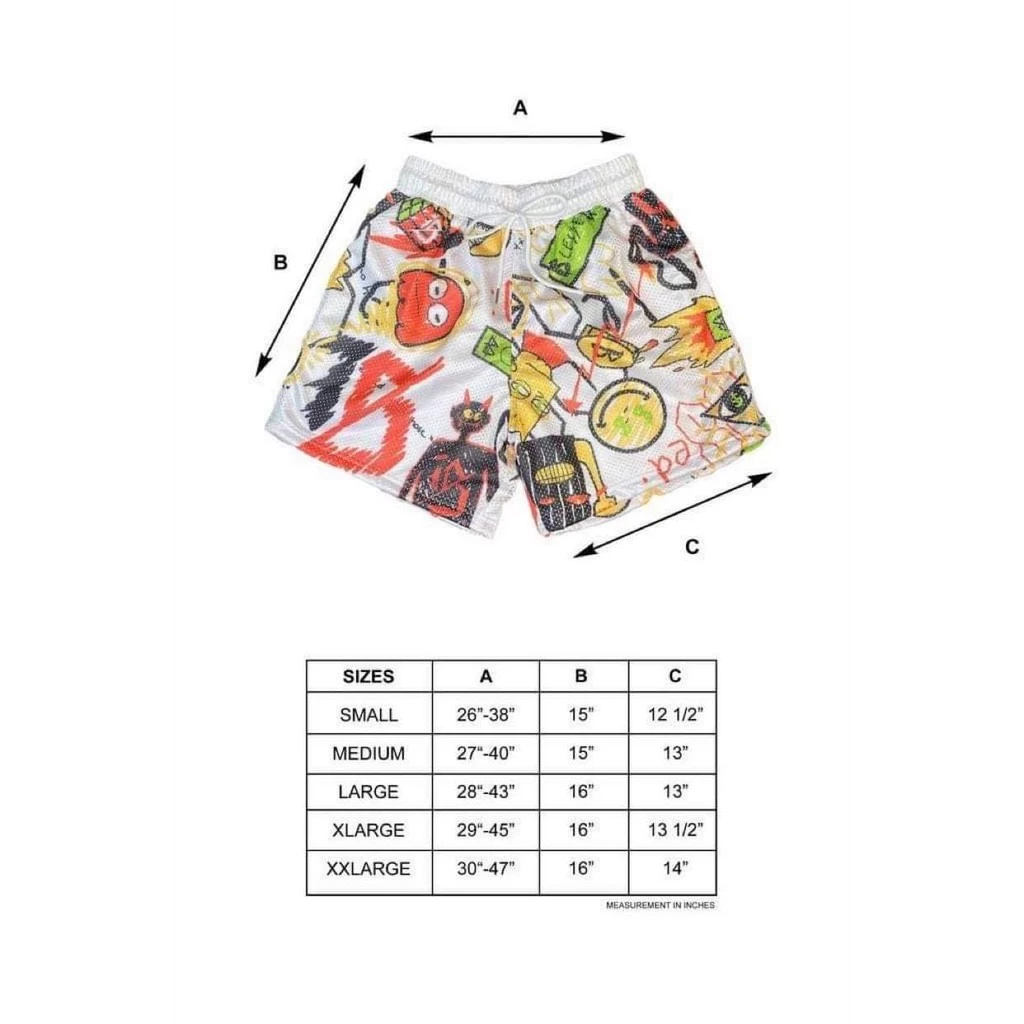 A
B
C
SIZES A B C
SMALL 26”-38” 15” 12 1/2”
MEDIUM 27“-40” 15” 13”
LARGE 28“-43” 16” 13”
XLARGE 29“-45” 16” 13 1/2”
XXLARGE 30“-47” 16” 14”
MEASUREMENT IN INCHES